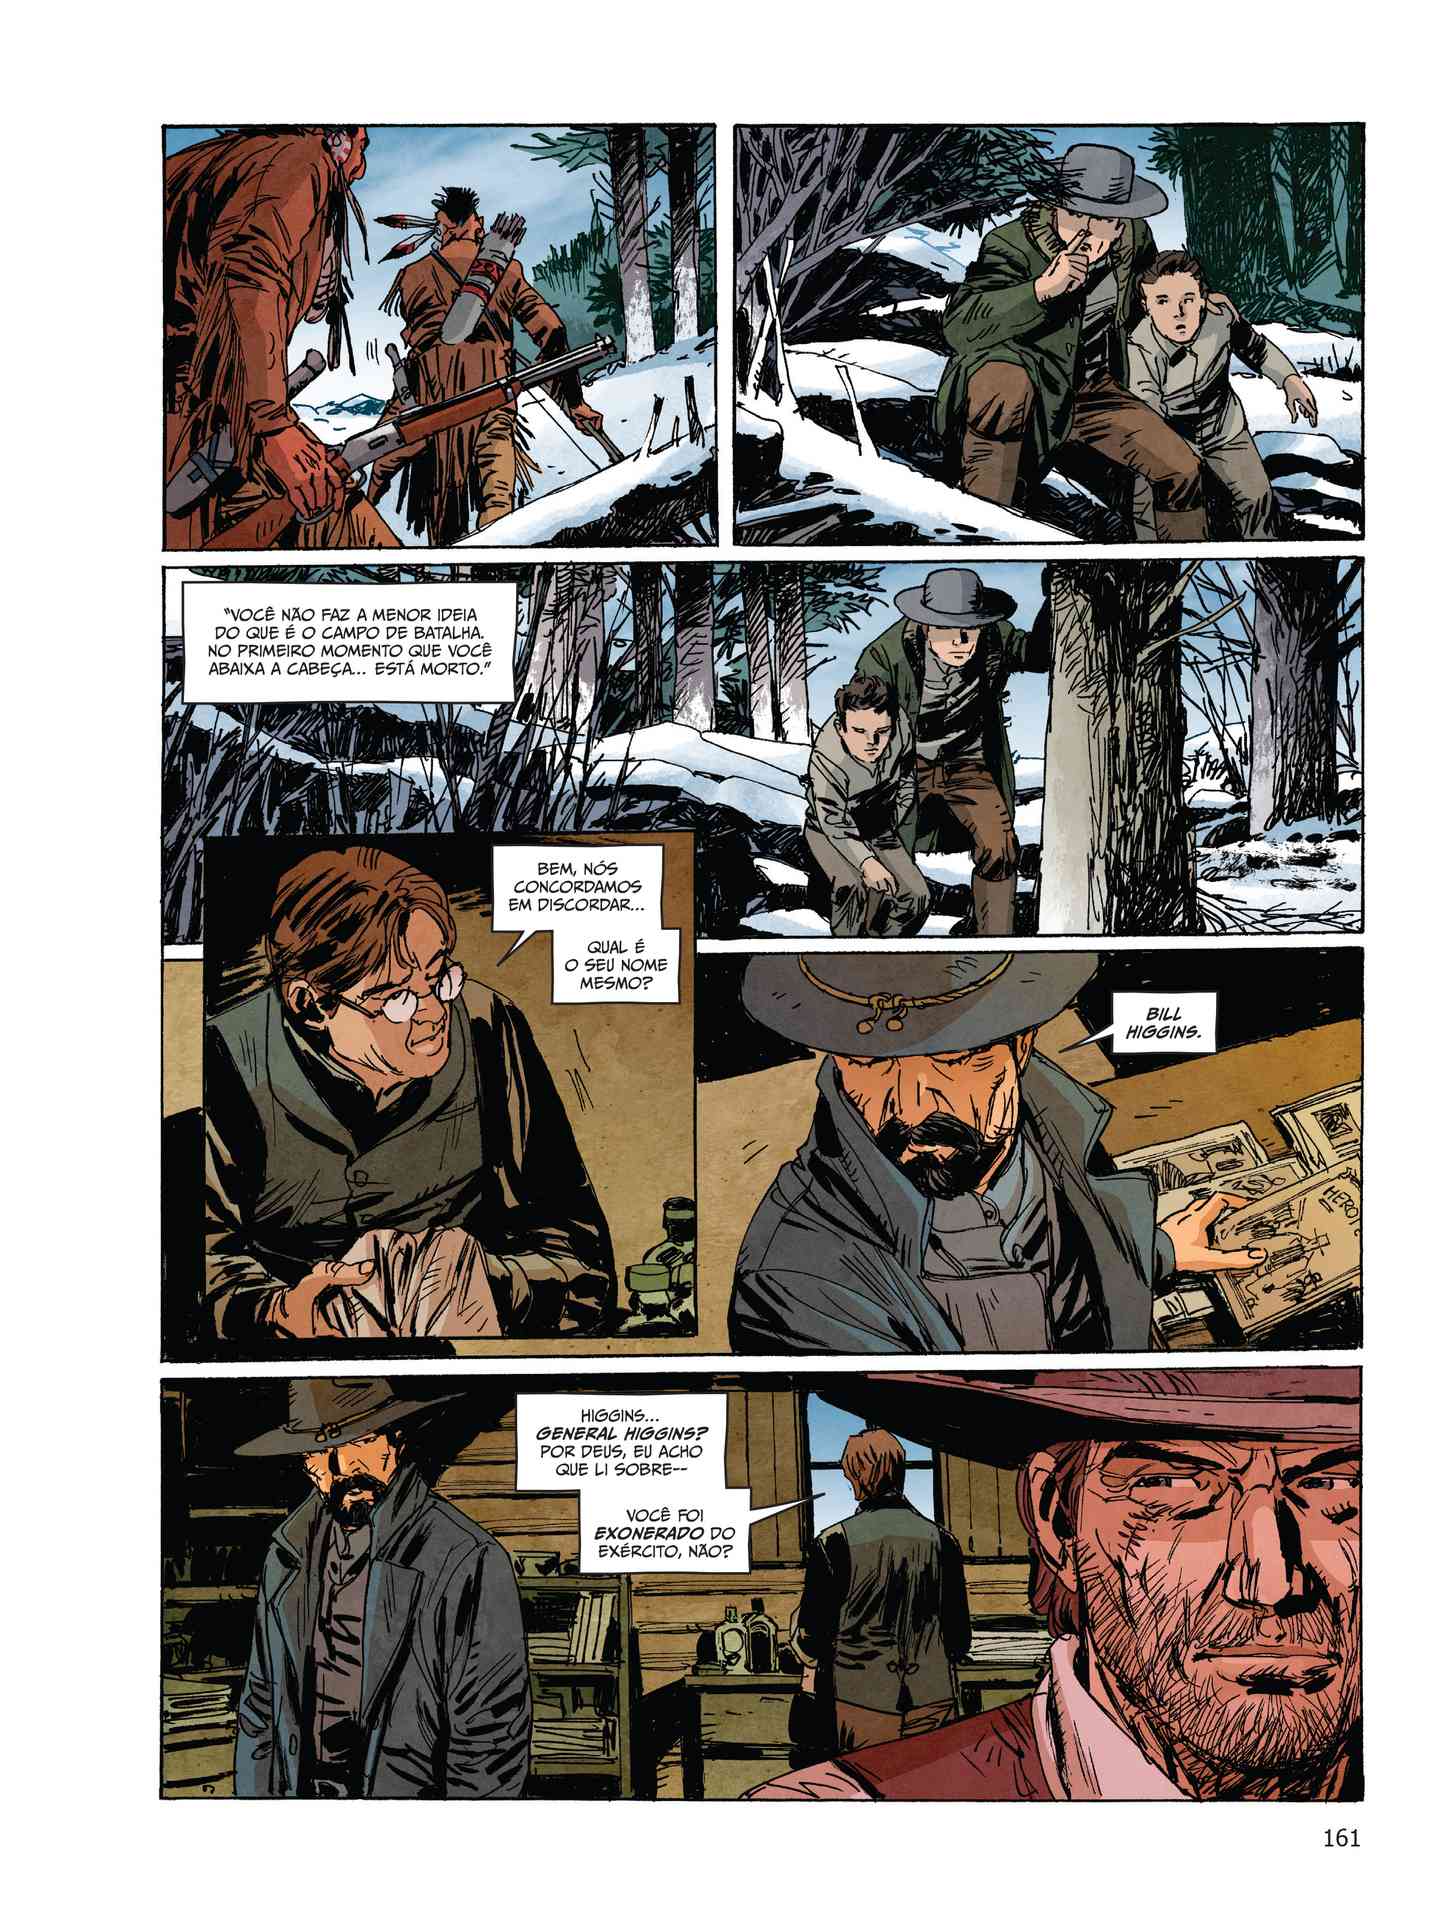 "VOCÊ NÃO FAZ A MENOR IDEIA
DO QUE É O CAMPO DE BATALHA.
NO PRIMEIRO MOMENTO QUE VOCÊ
ABAIXA A CABEÇA... ESTÁ MORTO."
BEM, NÓS
CONCORDAMOS
EM DISCORDAR...
QUAL É
O SEU NOME
MESMO?
BILL
HIGGINS.
HIGGINS...
GENERAL HIGGINS?
POR DEUS, EU ACHO
QUE LI SOBRE--
VOCÊ FOI
EXONERADO DO
EXÉRCITO, NÃO?
161